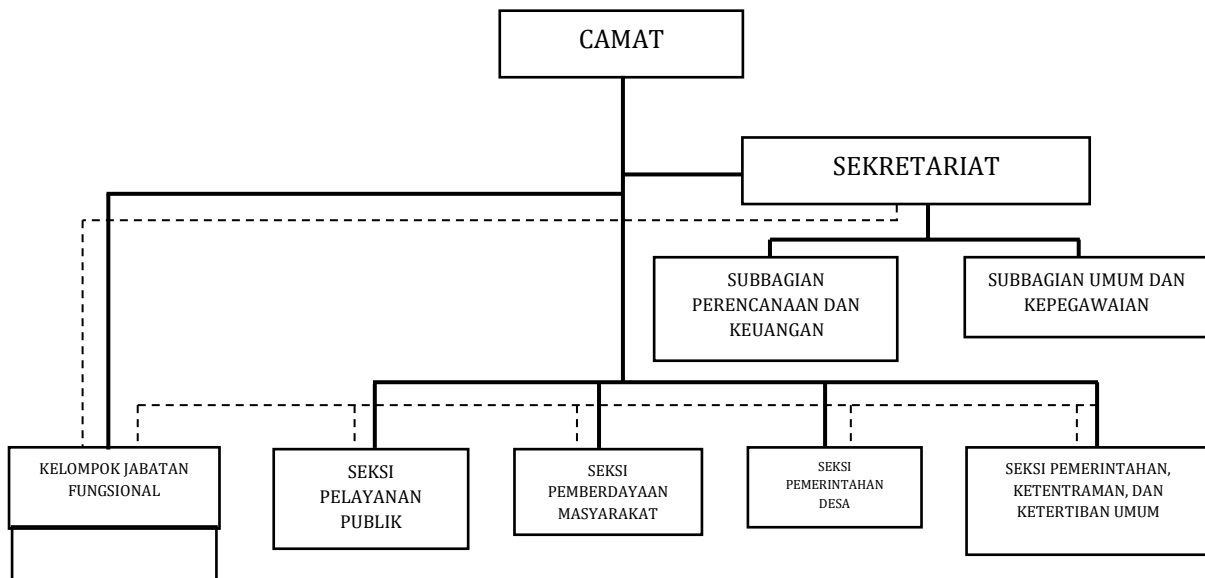 CAMAT
SEKRETARIAT
SUBBAGIAN
PERENCANAAN DAN
KEUANGAN
SUBBAGIAN UMUM DAN
KEPEGAWAIAN
KELOMPOK JABATAN
FUNGSIONAL
SEKSI
PELAYANAN
PUBLIK
SEKSI
PEMBERDAYAAN
MASYARAKAT
SEKSI
PEMERINTAHAN
DESA
SEKSI PEMERINTAHAN,
KETENTRAMAN, DAN
KETERTIBAN UMUM